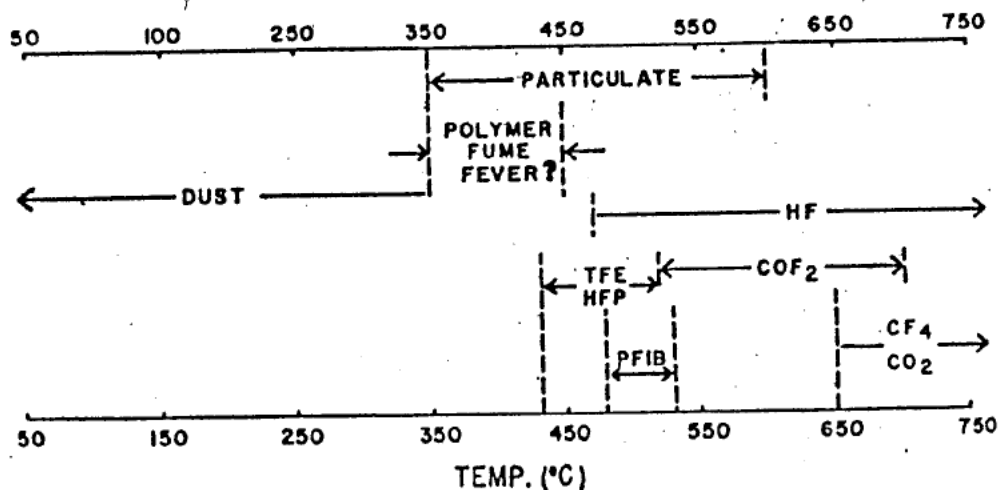 50 100 250 350 450 550 650 750
PARTICULATE
POLYMER
FUME
FEVER?
DUST
HF
TFE
HFP
COF2
CF4
CO2
PFIB
50 150 250 350 450 550 650 750
TEMP. (°C)